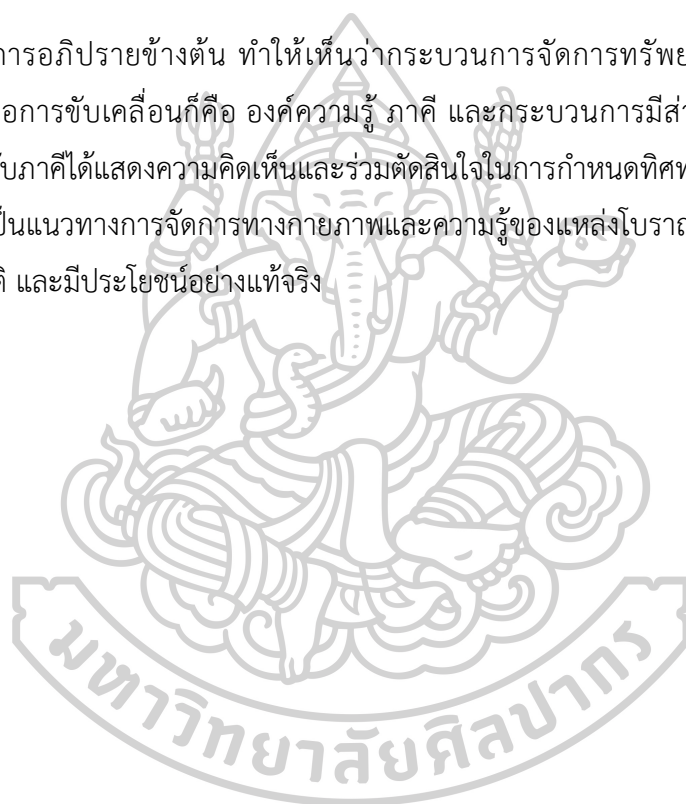 การอภิปรายข้างต้น ทำให้เห็นว่ากระบวนการจัดการทรัพย
อการขับเคลื่อนก็คือ องค์ความรู้ ภาคี และกระบวนการมีส่
ับภาคีได้แสดงความคิดเห็นและร่วมตัดสินใจในการกำหนดทิศท
ป็นแนวทางการจัดการทางกายภาพและความรู้ของแหล่งโบราณ
ติ และมีประโยชน์อย่างแท้จริง
มหาวิทยาลัยศิลปากร